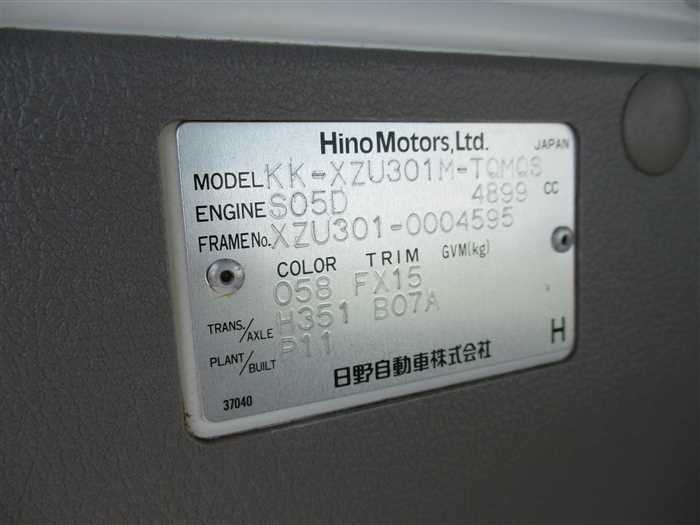 Hino Motors, Ltd. JAPAN
MODEL KK-XZU301M-TQMQS
ENGINE S05D 4899 CC
FRAME No. XZU301-0004595
COLOR TRIM GVM(kg)
058 FX15
TRANS./AXLE H351 B07A
PLANT/BUILT P11
H
日野自動車株式会社
37040